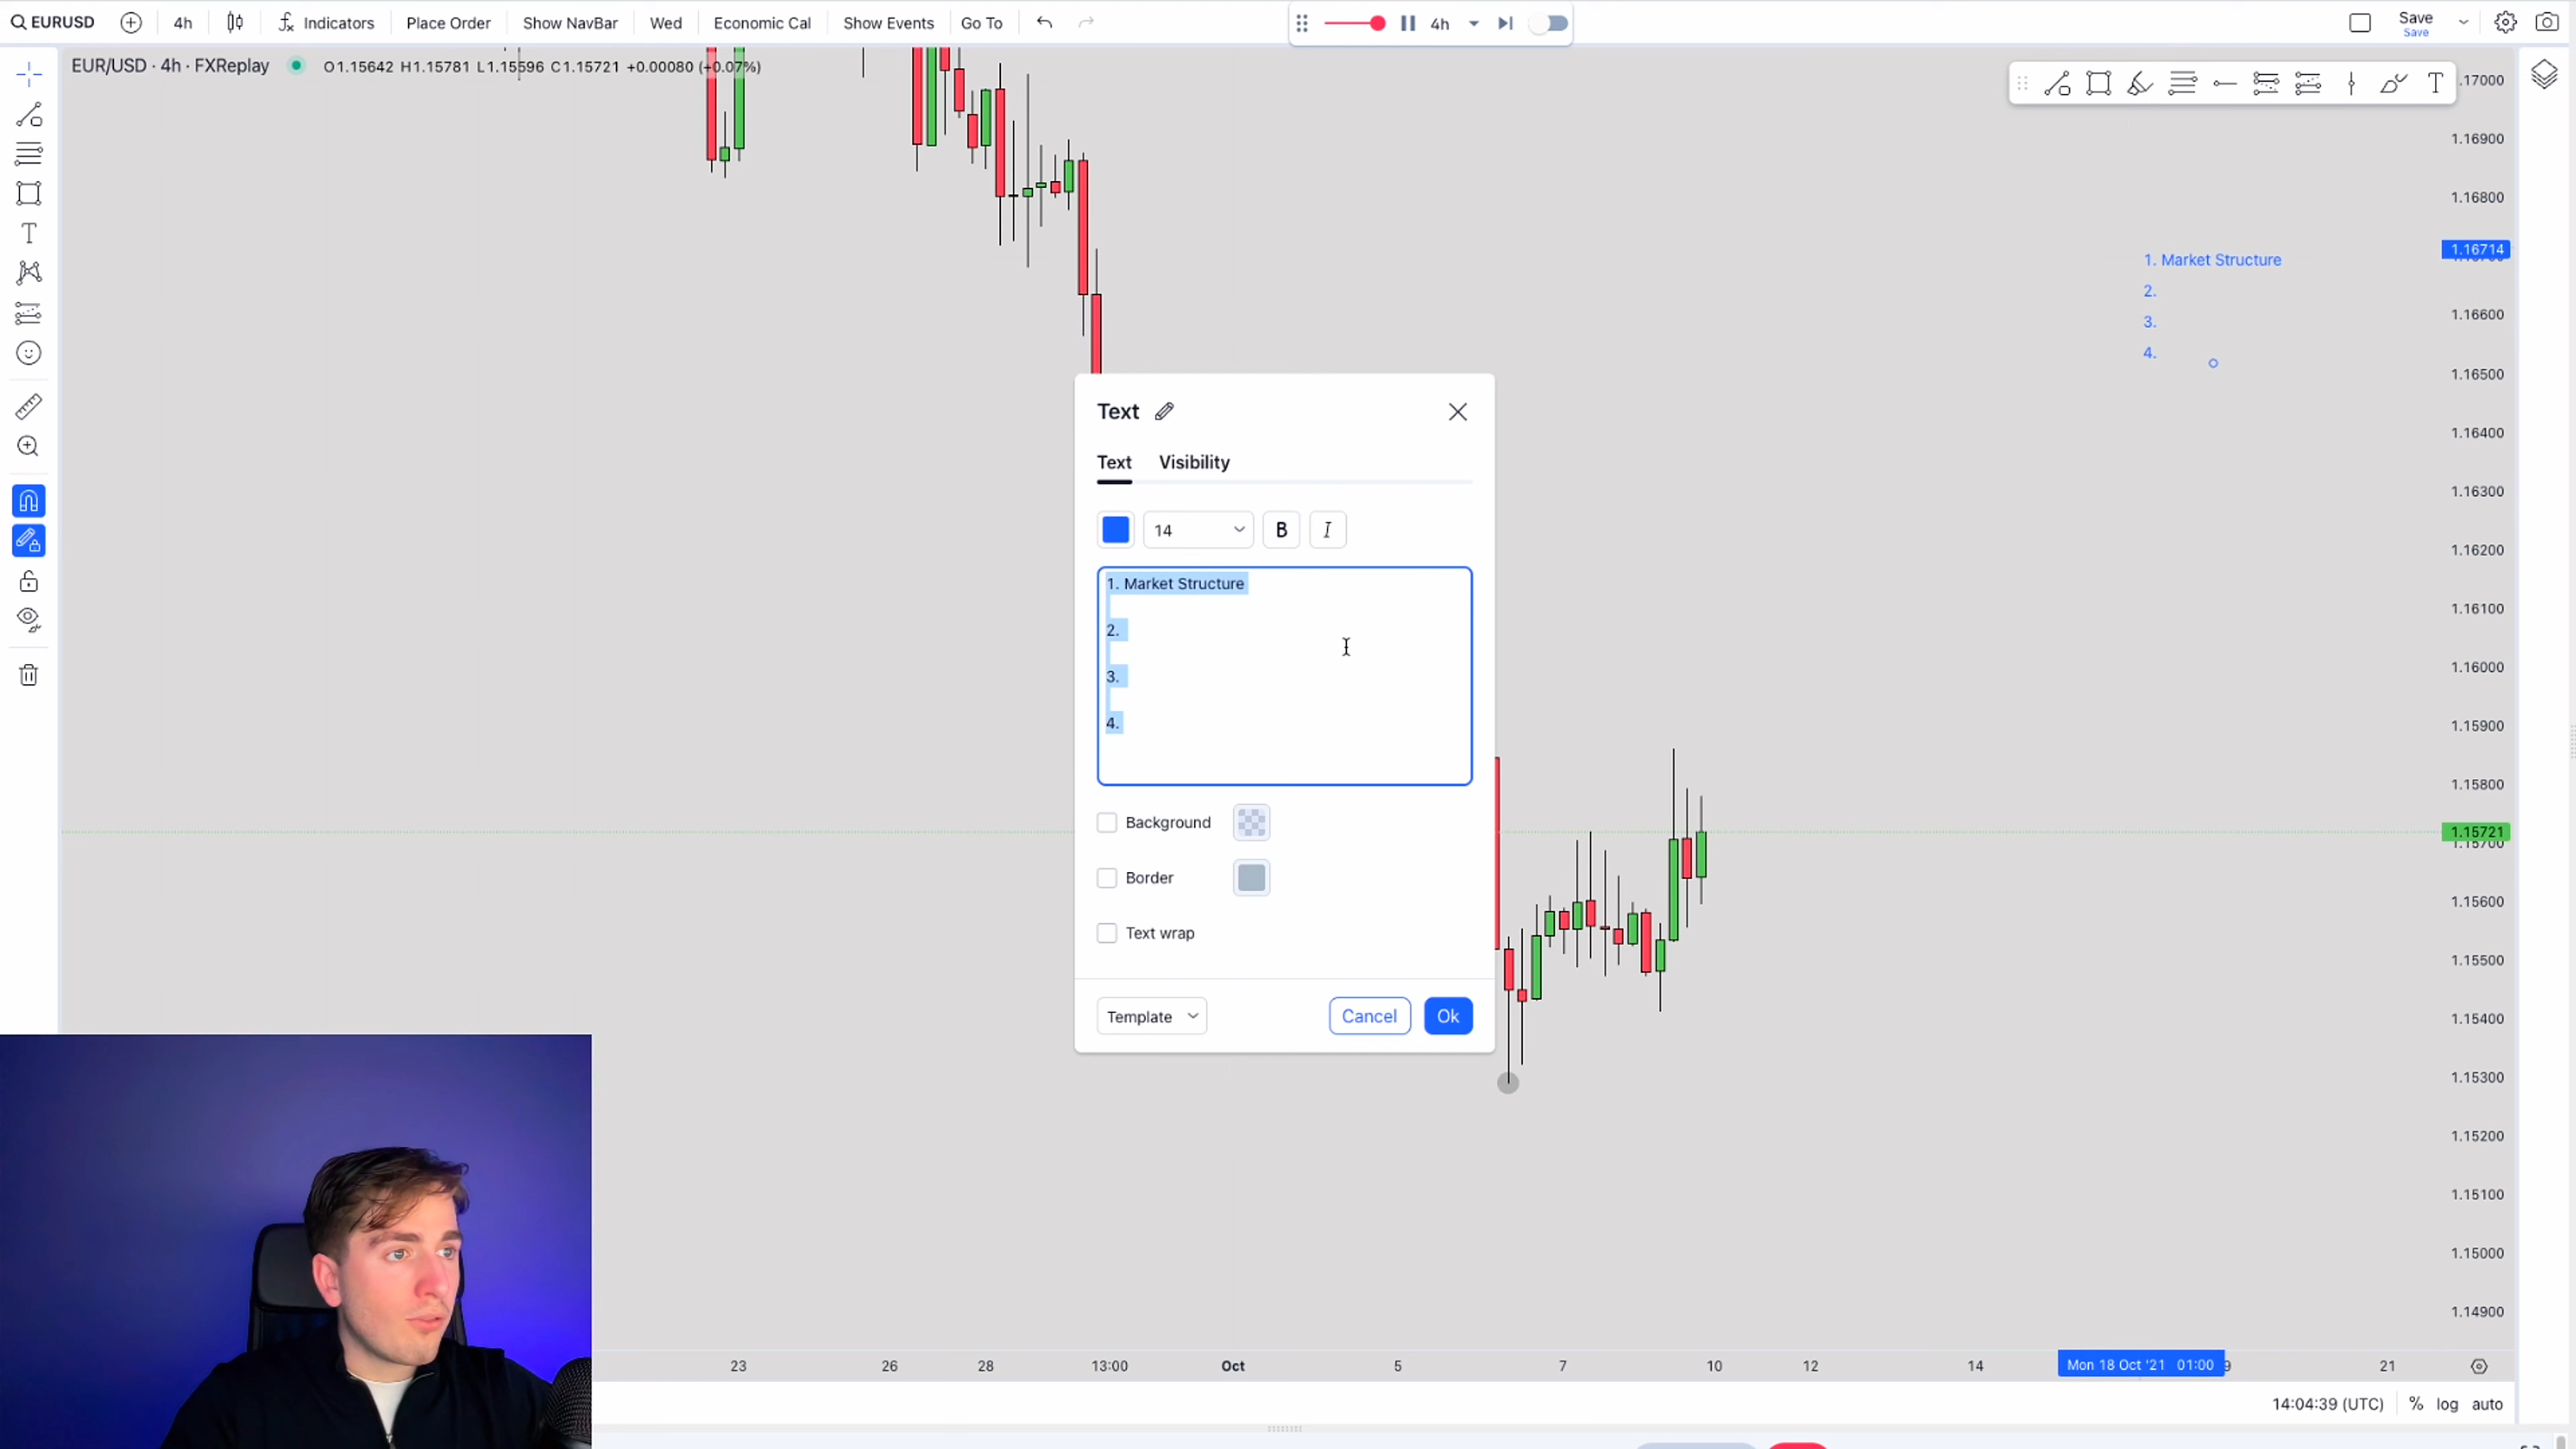 EURUSD
4h
Indicators
Place Order
Show NavBar
Wed
Economic Cal
Show Events
Go To
4h
Save
Save
EUR/USD · 4h · FXReplay
O1.15642 H1.15781 L1.15596 C1.15721 +0.00080 (+0.07%)
1.17000
1.16900
1.16800
1.16714
1.16600
1.16500
1.16400
1.16300
1.16200
1.16100
1.16000
1.15900
1.15800
1.15721
1.15700
1.15600
1.15500
1.15400
1.15300
1.15200
1.15100
1.15000
1.14900
1. Market Structure
2.
3.
4.
Text
Text
Visibility
14
B
I
1. Market Structure
2.
3.
4.
Background
Border
Text wrap
Template
Cancel
Ok
23
26
28
13:00
Oct
5
7
10
12
14
Mon 18 Oct '21 01:00
21
14:04:39 (UTC)
%
log
auto